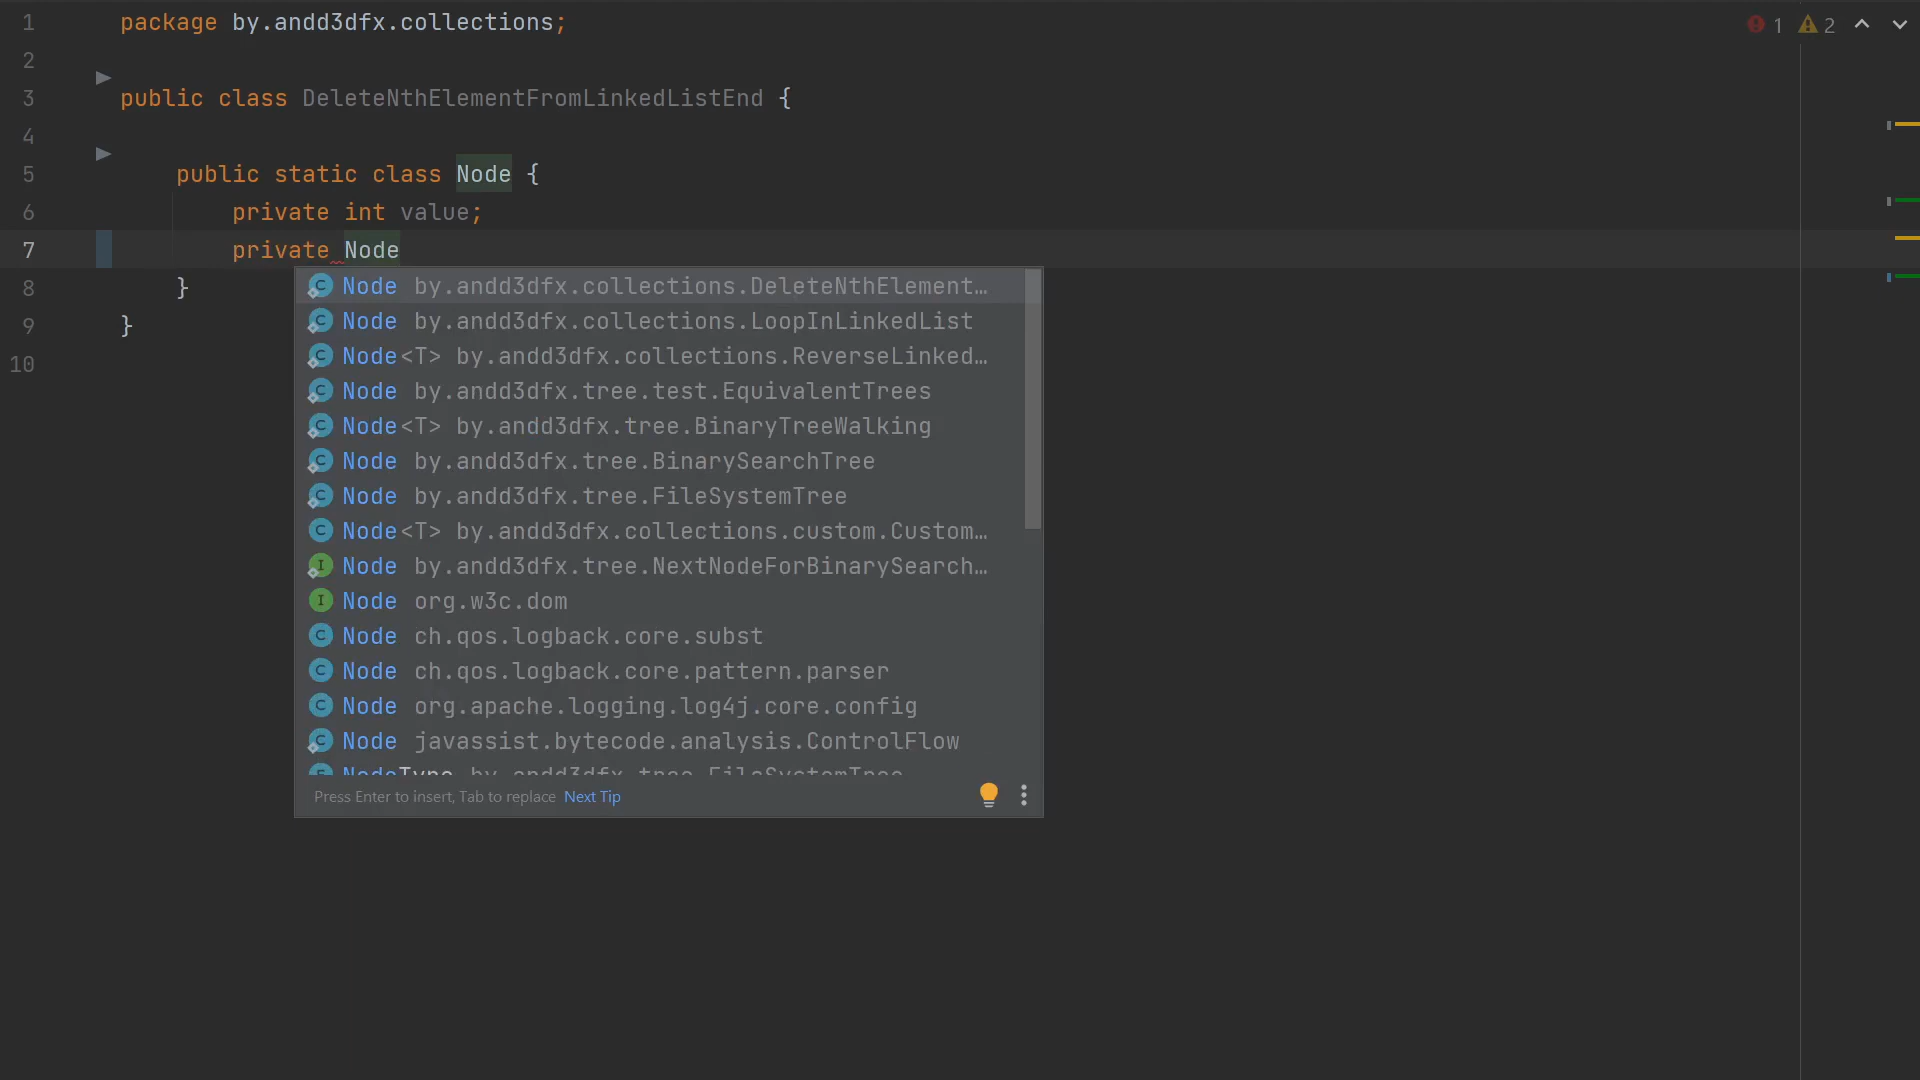 1 package by.andd3dfx.collections;
1 2
2
3 public class DeleteNthElementFromLinkedListEnd {
4
5 public static class Node {
6 private int value;
7 private Node
8 }
9 }
10
Node by.andd3dfx.collections.DeleteNthElement…
Node by.andd3dfx.collections.LoopInLinkedList
Node<T> by.andd3dfx.collections.ReverseLinked…
Node by.andd3dfx.tree.test.EquivalentTrees
Node<T> by.andd3dfx.tree.BinaryTreeWalking
Node by.andd3dfx.tree.BinarySearchTree
Node by.andd3dfx.tree.FileSystemTree
Node<T> by.andd3dfx.collections.custom.Custom…
Node by.andd3dfx.tree.NextNodeForBinarySearch…
Node org.w3c.dom
Node ch.qos.logback.core.subst
Node ch.qos.logback.core.pattern.parser
Node org.apache.logging.log4j.core.config
Node javassist.bytecode.analysis.ControlFlow
NodeType by.andd3dfx.tree.FileSystemTree
Press Enter to insert, Tab to replace Next Tip